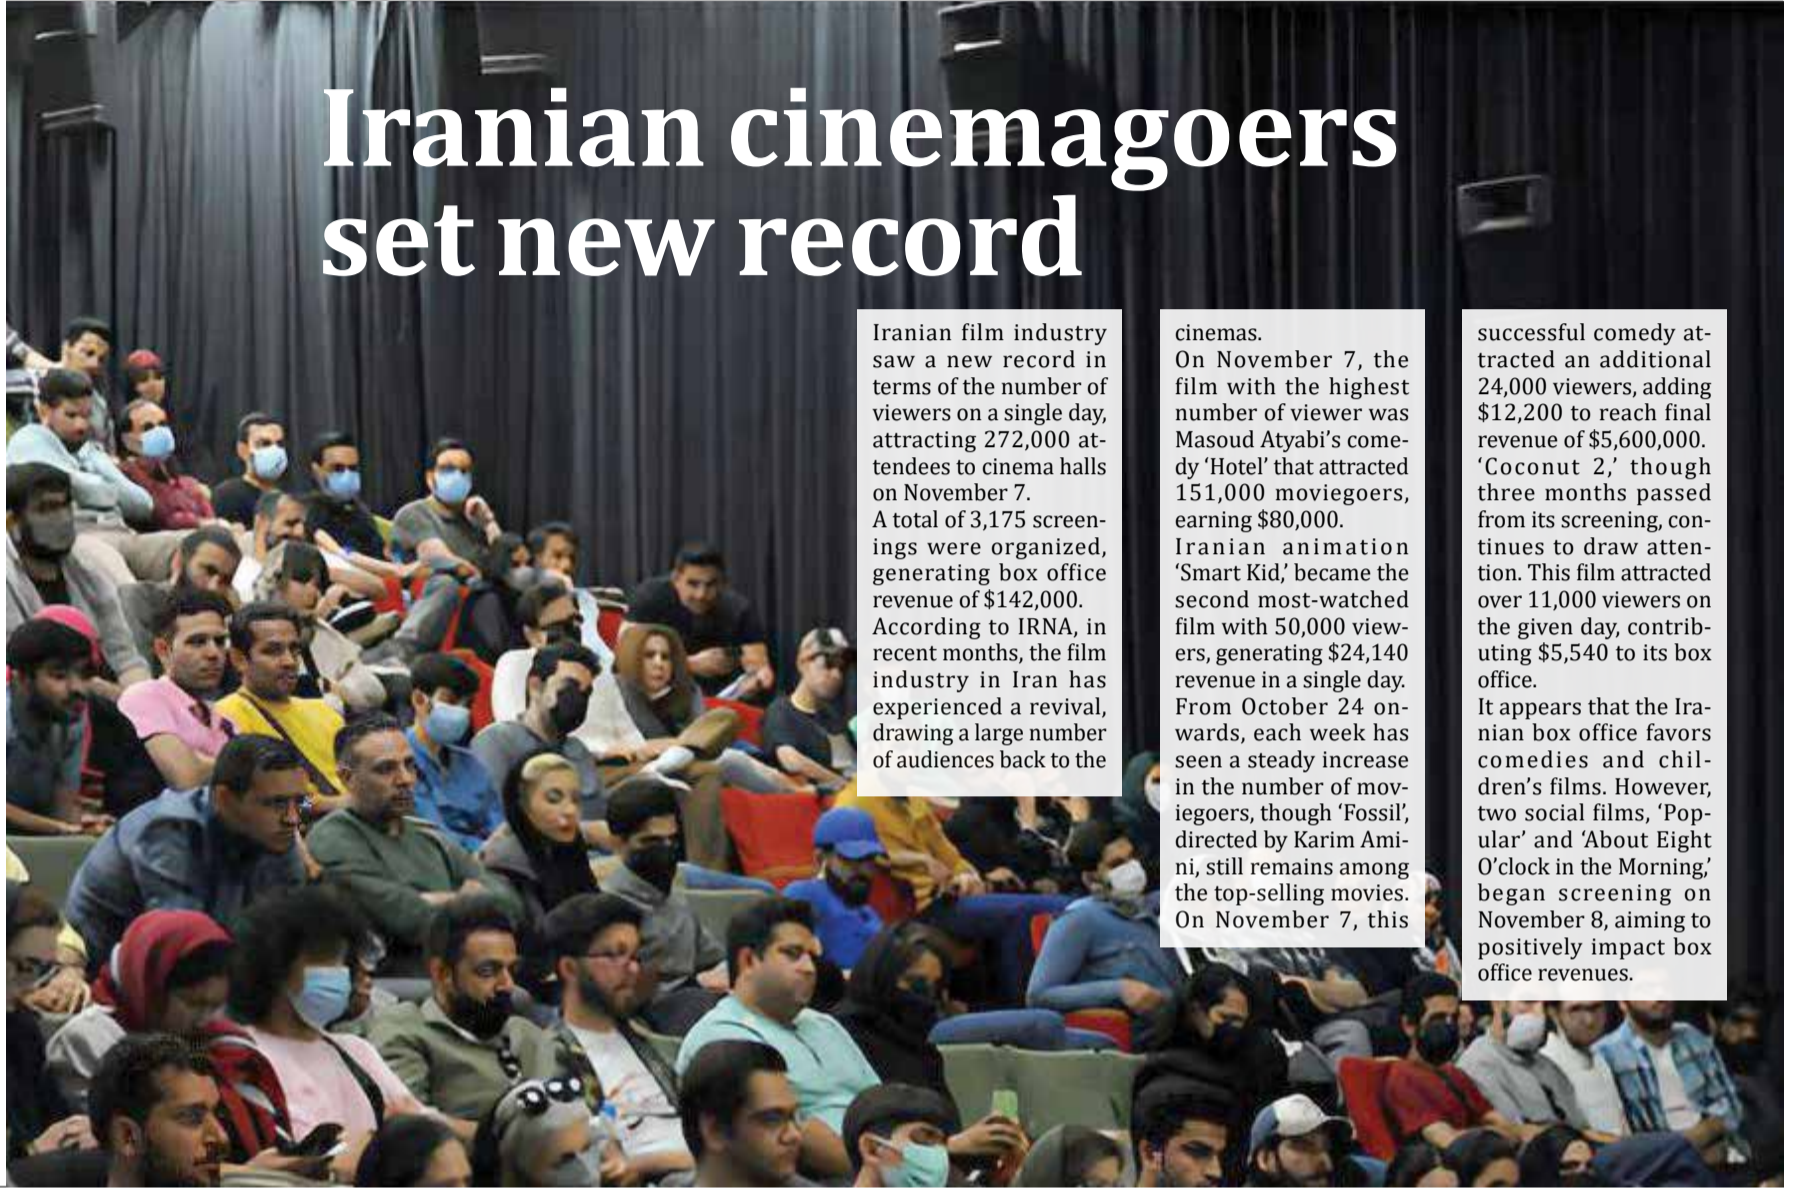 Iranian cinemagoers
set new record
Iranian film industry
saw a new record in
terms of the number of
viewers on a single day,
attracting 272,000 at-
tendees to cinema halls
on November 7.
A total of 3,175 screen-
ings were organized,
generating box office
revenue of $142,000.
According to IRNA, in
recent months, the film
industry in Iran has
experienced a revival,
drawing a large number
of audiences back to the
cinemas.
On November 7, the
film with the highest
number of viewer was
Masoud Atyabi’s come-
dy ‘Hotel’ that attracted
151,000 moviegoers,
earning $80,000.
Iranian animation
‘Smart Kid,’ became the
second most-watched
film with 50,000 view-
ers, generating $24,140
revenue in a single day.
From October 24 on-
wards, each week has
seen a steady increase
in the number of mov-
iegoers, though ‘Fossil’,
directed by Karim Ami-
ni, still remains among
the top-selling movies.
On November 7, this
successful comedy at-
tracted an additional
24,000 viewers, adding
$12,200 to reach final
revenue of $5,600,000.
‘Coconut 2,’ though
three months passed
from its screening, con-
tinues to draw atten-
tion. This film attracted
over 11,000 viewers on
the given day, contrib-
uting $5,540 to its box
office.
It appears that the Ira-
nian box office favors
comedies and chil-
dren’s films. However,
two social films, ‘Pop-
ular’ and ‘About Eight
O’clock in the Morning,’
began screening on
November 8, aiming to
positively impact box
office revenues.